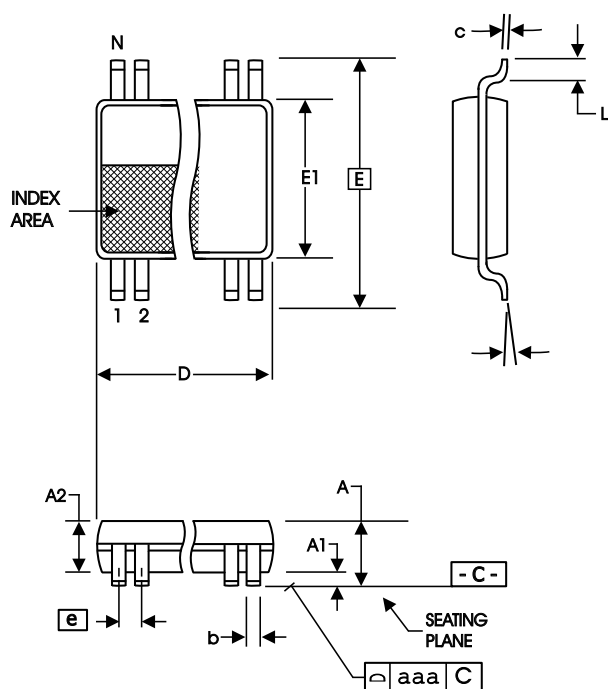 N
c
L
E1
E
INDEX
AREA
1 2
D
A2
A
A1
- C -
e
b
SEATING
PLANE
aaa C